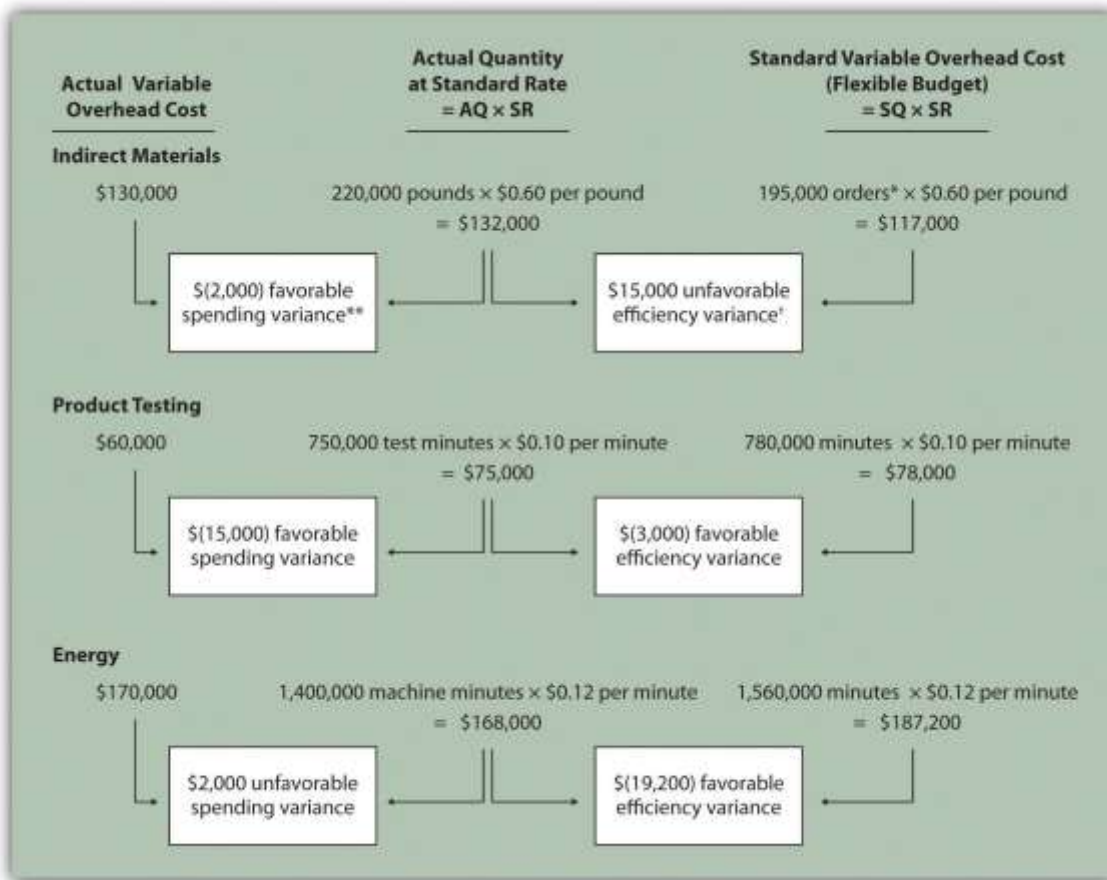 Actual Variable
Overhead Cost
Actual Quantity
at Standard Rate
= AQ × SR
Standard Variable Overhead Cost
(Flexible Budget)
= SQ × SR
Indirect Materials
$130,000
220,000 pounds × $0.60 per pound
= $132,000
195,000 orders* × $0.60 per pound
= $117,000
$(2,000) favorable
spending variance**
$15,000 unfavorable
efficiency variance†
Product Testing
$60,000
750,000 test minutes × $0.10 per minute
= $75,000
780,000 minutes × $0.10 per minute
= $78,000
$(15,000) favorable
spending variance
$(3,000) favorable
efficiency variance
Energy
$170,000
1,400,000 machine minutes × $0.12 per minute
= $168,000
1,560,000 minutes × $0.12 per minute
= $187,200
$2,000 unfavorable
spending variance
$(19,200) favorable
efficiency variance